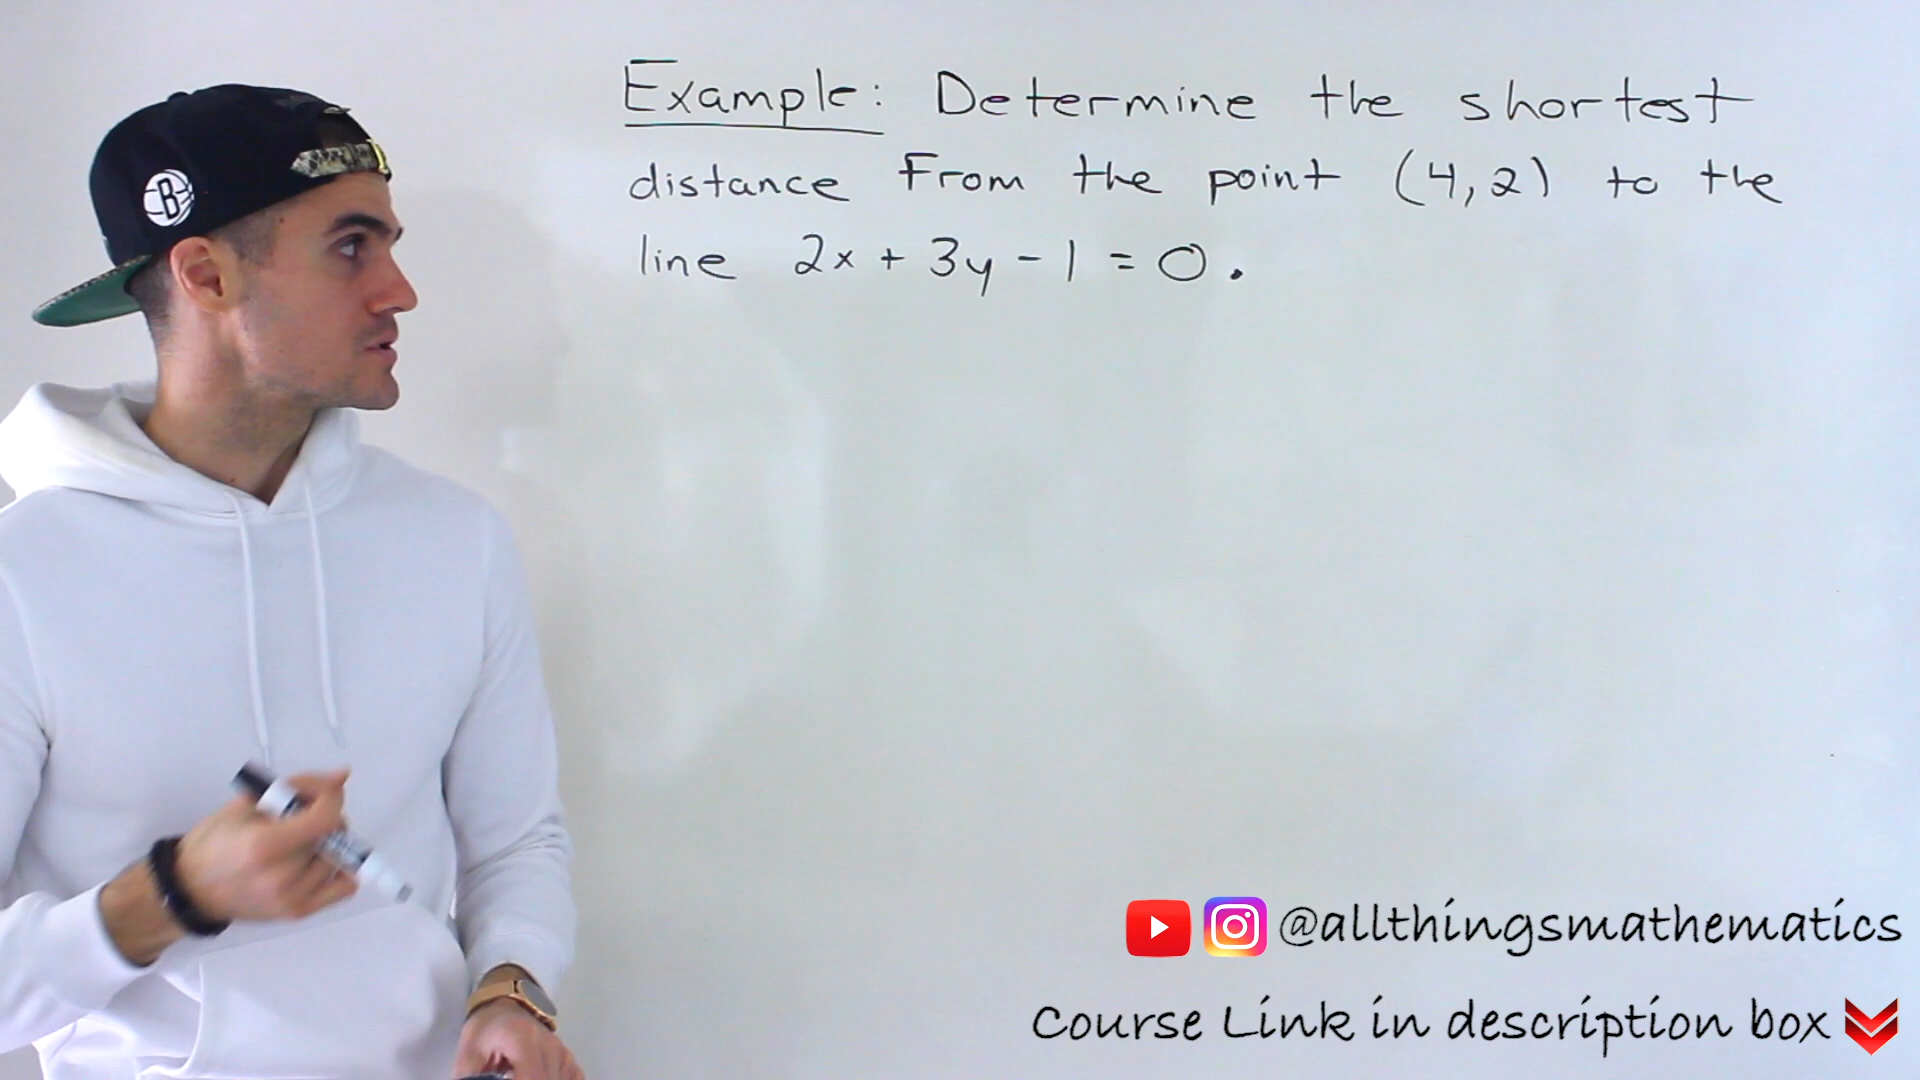 Example: Determine the shortest
distance from the point (4,2) to the
line 2x + 3y - 1 = 0.
B
@allthingsmathematics
Course Link in description box